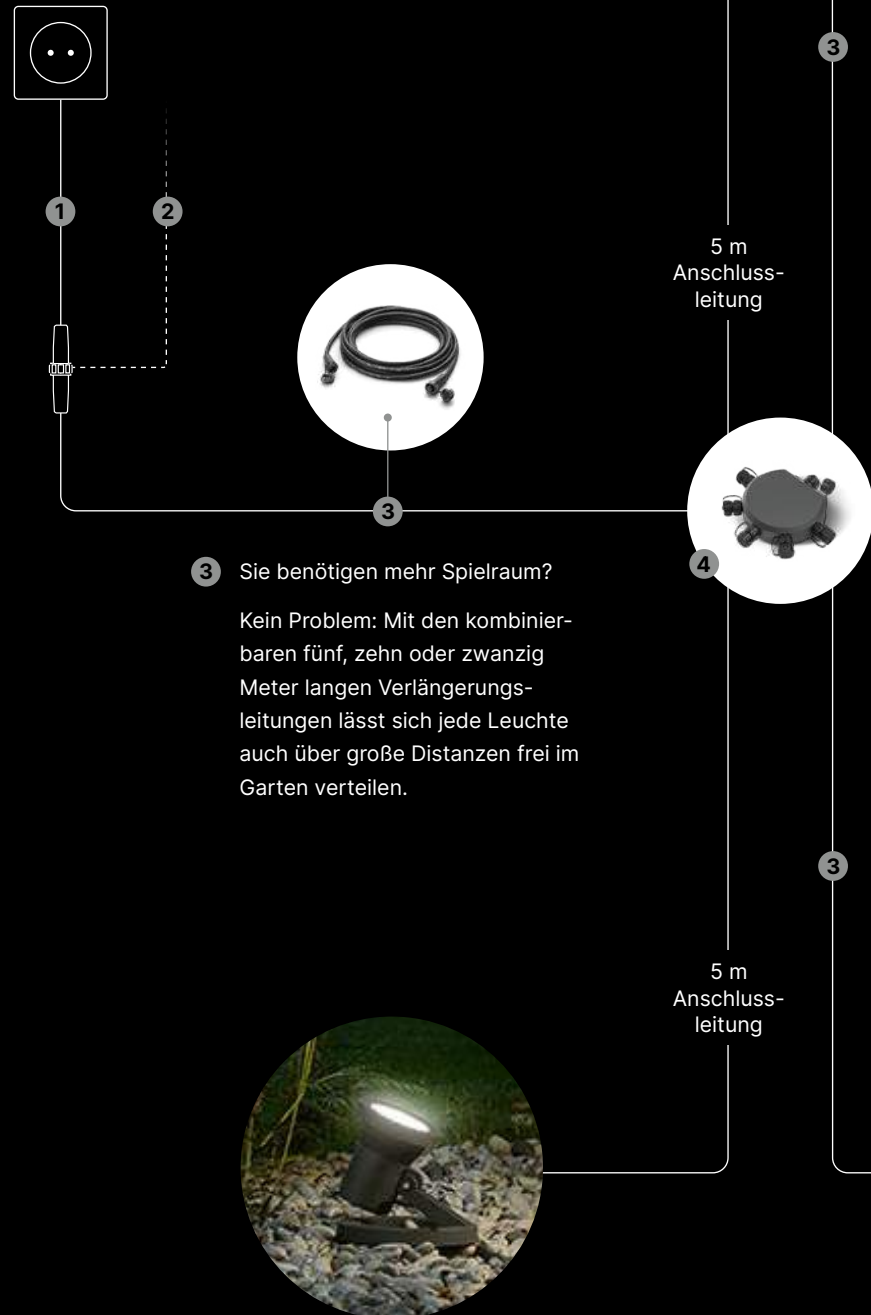 3
1
2
5 m
Anschluss-
leitung
3
4
3 Sie benötigen mehr Spielraum?
Kein Problem: Mit den kombinier-
baren fünf, zehn oder zwanzig
Meter langen Verlängerungs-
leitungen lässt sich jede Leuchte
auch über große Distanzen frei im
Garten verteilen.
3
5 m
Anschluss-
leitung